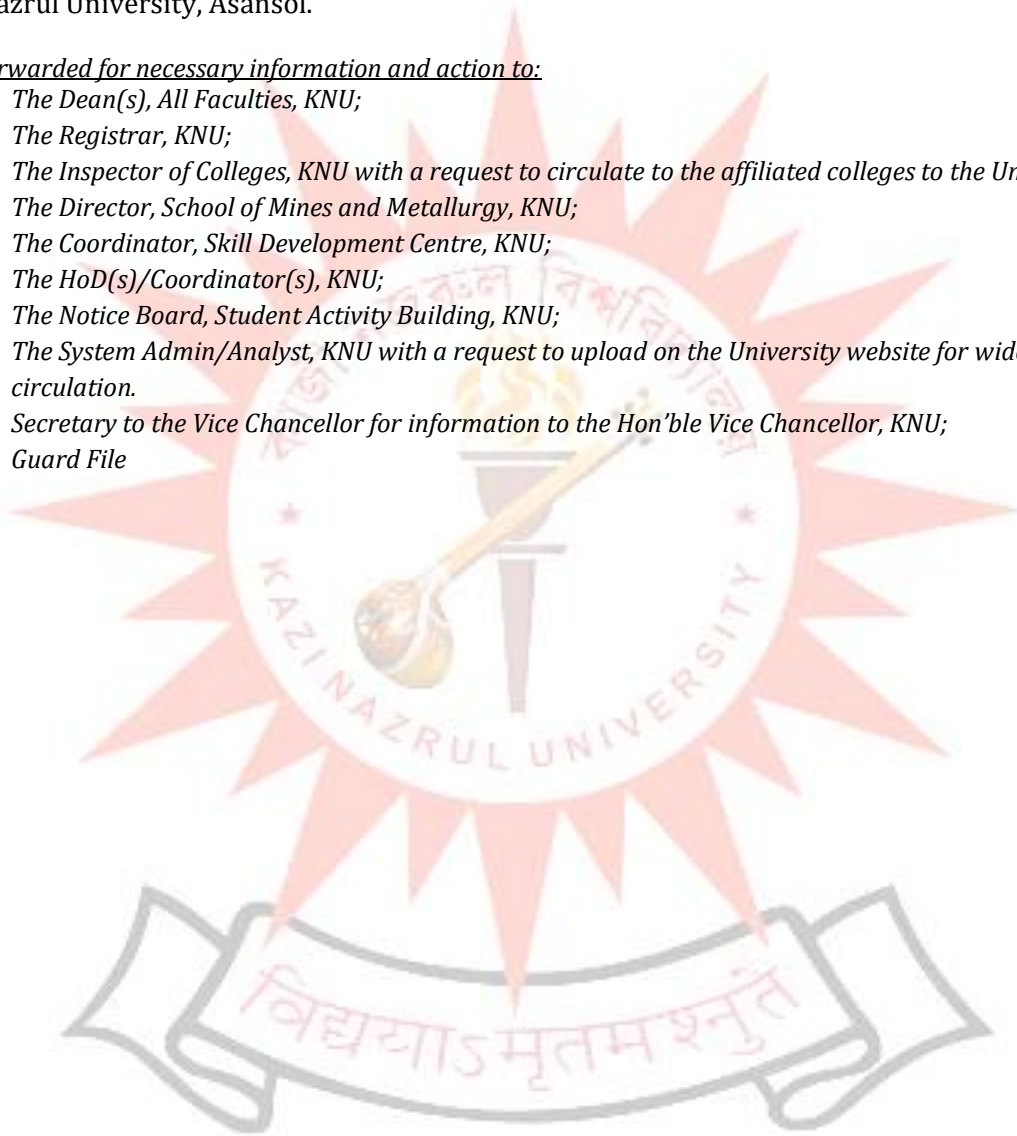 azrul University, Asansol.
rwarded for necessary information and action to:
The Dean(s), All Faculties, KNU;
The Registrar, KNU;
The Inspector of Colleges, KNU with a request to circulate to the affiliated colleges to the Un
The Director, School of Mines and Metallurgy, KNU;
The Coordinator, Skill Development Centre, KNU;
The HoD(s)/Coordinator(s), KNU;
The Notice Board, Student Activity Building, KNU;
The System Admin/Analyst, KNU with a request to upload on the University website for wid
circulation.
Secretary to the Vice Chancellor for information to the Hon’ble Vice Chancellor, KNU;
Guard File
বিশ্ববিদ্যালয়
KAZI NAZRUL UNIVERSITY
विद्ययाऽमृतमश्नुते